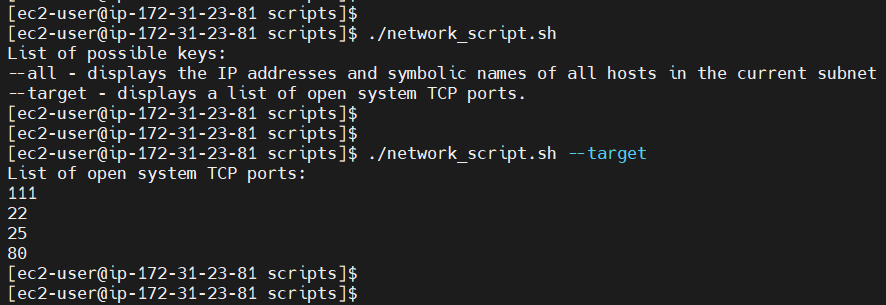 [ec2-user@ip-172-31-23-81 scripts]$
[ec2-user@ip-172-31-23-81 scripts]$ ./network_script.sh
List of possible keys:
--all - displays the IP addresses and symbolic names of all hosts in the current subnet
--target - displays a list of open system TCP ports.
[ec2-user@ip-172-31-23-81 scripts]$
[ec2-user@ip-172-31-23-81 scripts]$
[ec2-user@ip-172-31-23-81 scripts]$ ./network_script.sh --target
List of open system TCP ports:
111
22
25
80
[ec2-user@ip-172-31-23-81 scripts]$
[ec2-user@ip-172-31-23-81 scripts]$